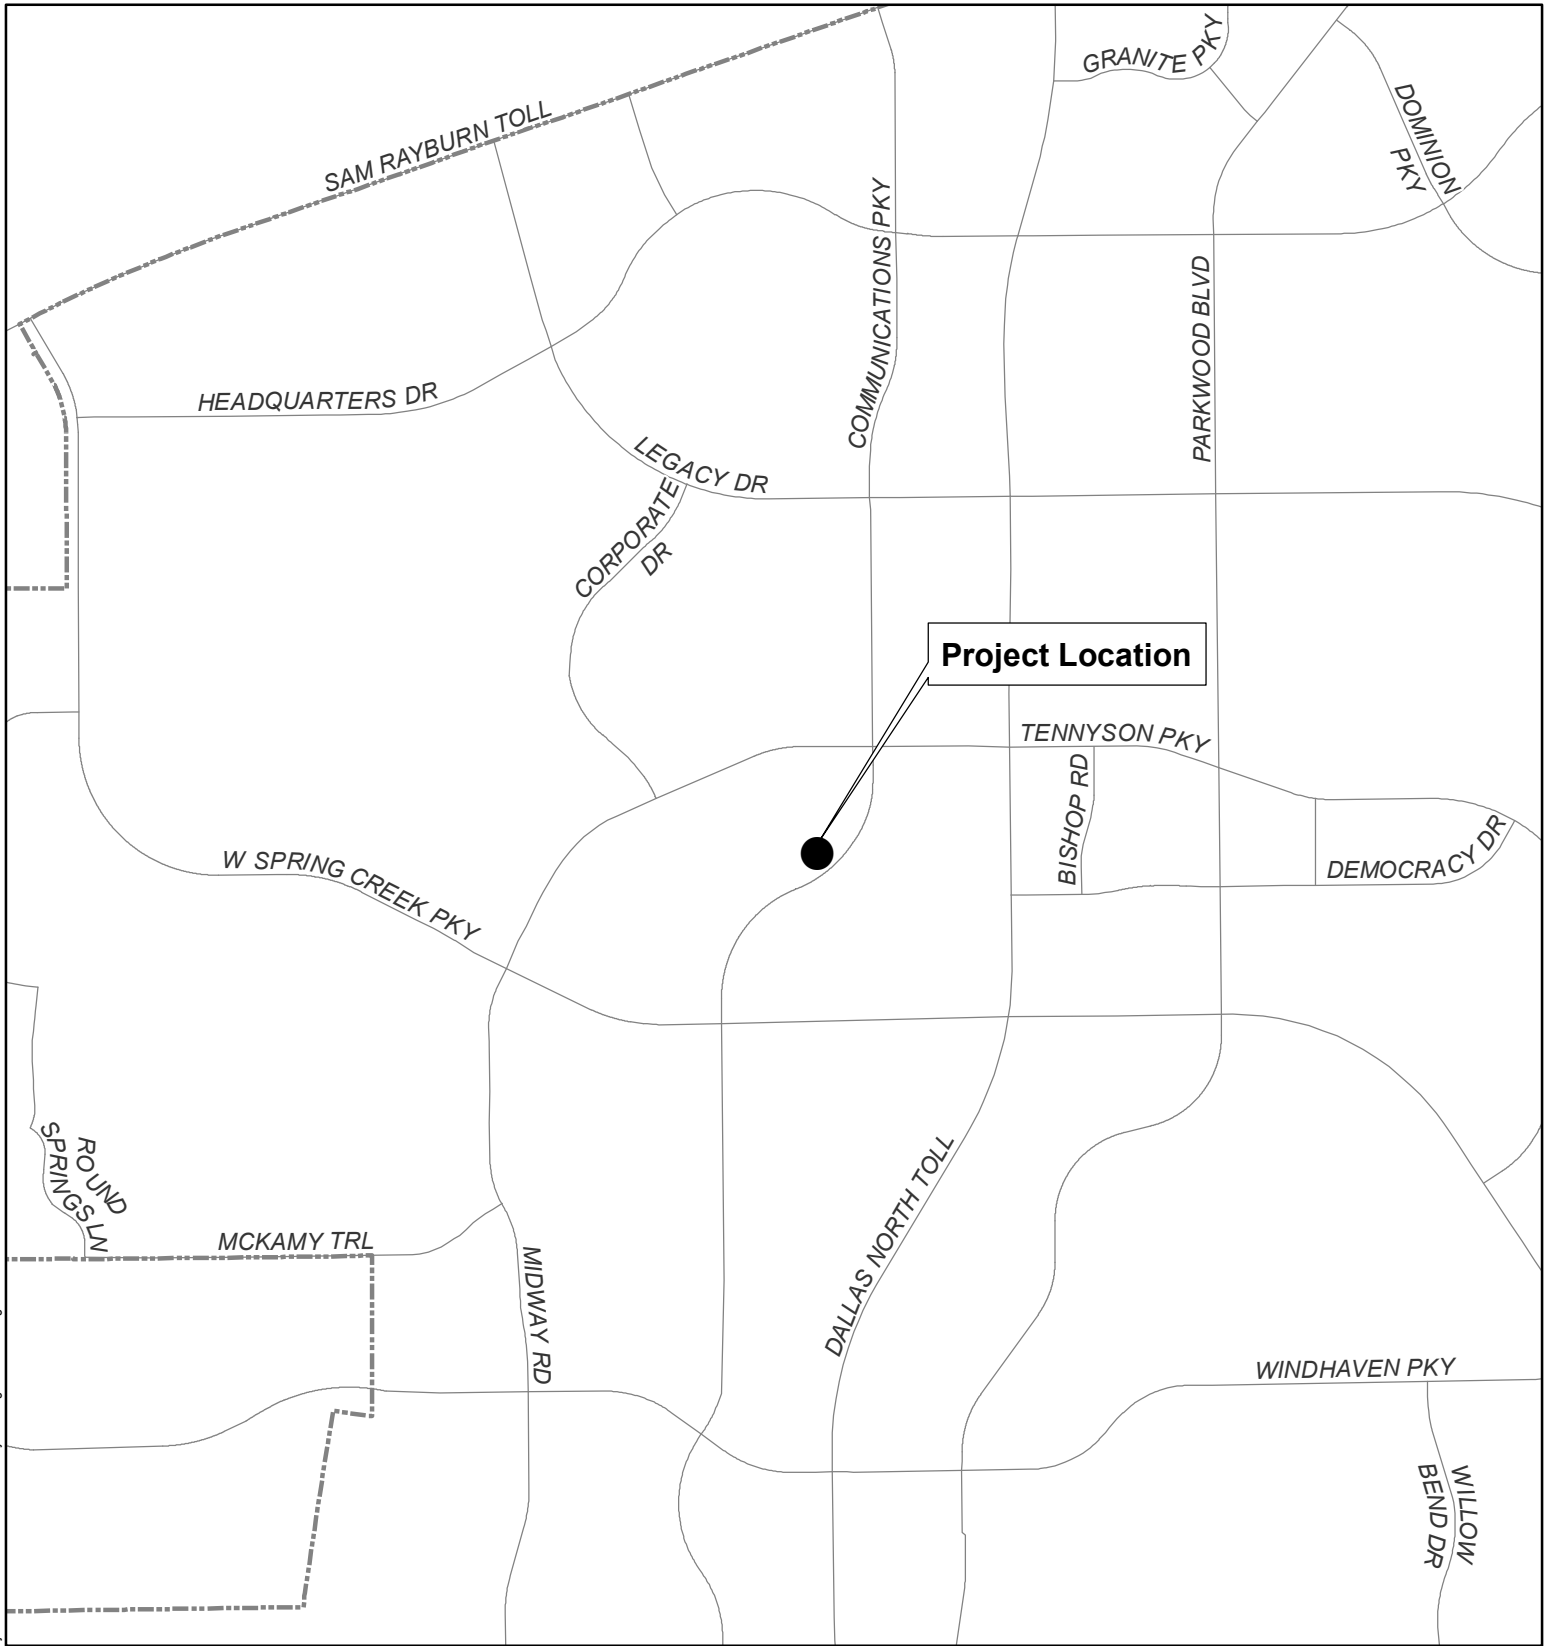 GRANITE PKY
DOMINION
PKY
SAM RAYBURN TOLL
COMMUNICATIONS PKY
PARKWOOD BLVD
HEADQUARTERS DR
LEGACY DR
CORPORATE
DR
Project Location
TENNYSON PKY
BISHOP RD
DEMOCRACY DR
W SPRING CREEK PKY
ROUND
SPRINGS LN
MCKAMY TRL
MIDWAY RD
DALLAS NORTH TOLL
WINDHAVEN PKY
WILLOW
BEND DR